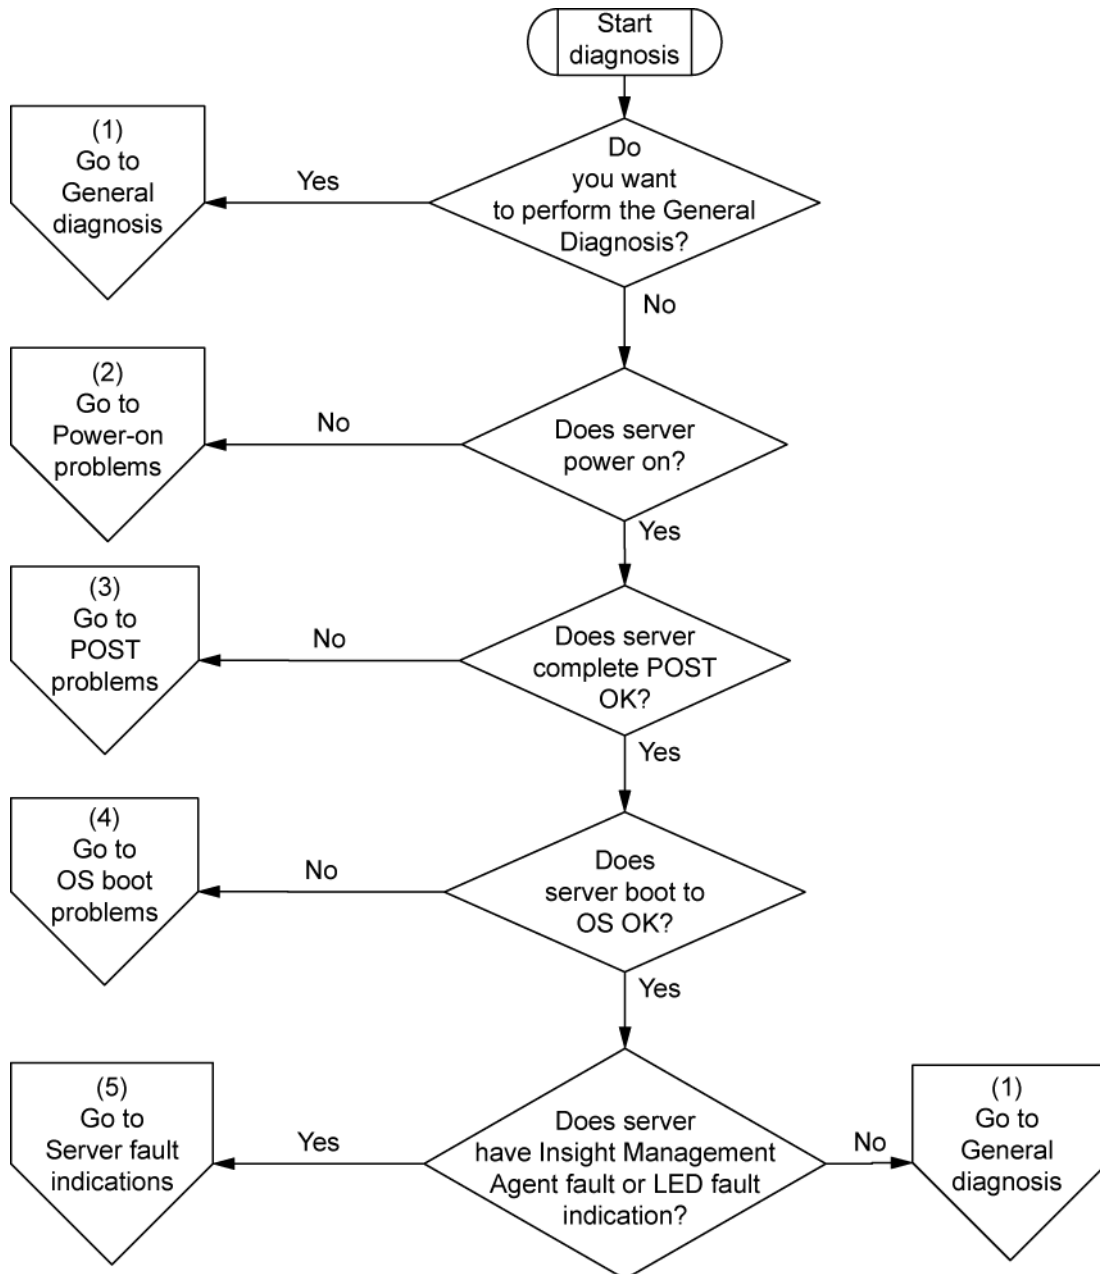 Start
diagnosis
Do
you want
to perform the General
Diagnosis?
Yes
(1)
Go to
General
diagnosis
No
Does server
power on?
No
(2)
Go to
Power-on
problems
Yes
Does server
complete POST
OK?
No
(3)
Go to
POST
problems
Yes
Does
server boot to
OS OK?
No
(4)
Go to
OS boot
problems
Yes
Does server
have Insight Management
Agent fault or LED fault
indication?
Yes
(5)
Go to
Server fault
indications
No
(1)
Go to
General
diagnosis